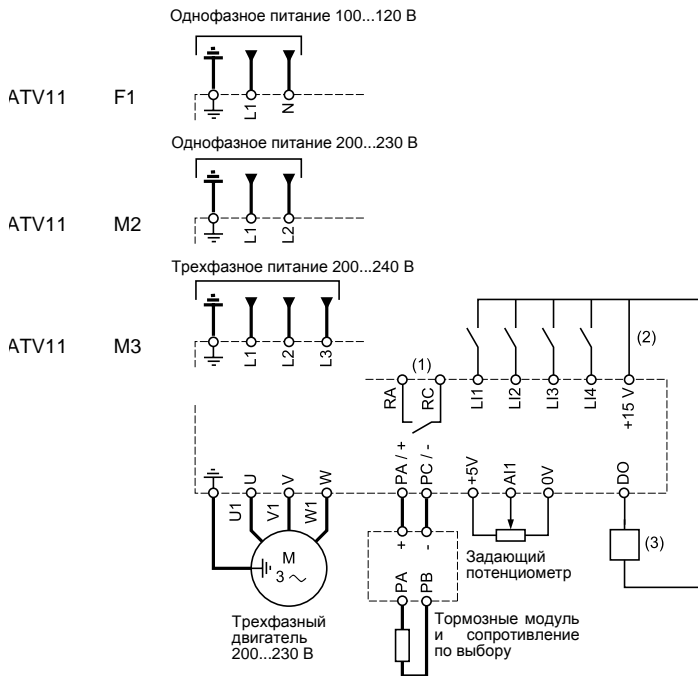 Однофазное питание 100...120 В
ATV11 F1
L1
N
Однофазное питание 200...230 В
ATV11 M2
L1
L2
Трехфазное питание 200...240 В
ATV11 M3
L1
L2
L3
(1)
(2)
RA
RC
LI1
LI2
LI3
LI4
+15 V
U
V
W
PA / +
PC / -
+5V
AI1
0V
DO
U1
V1
W1
M
3 ~
+
-
PA
PB
(3)
Задающий
потенциометр
Трехфазный
двигатель
200...230 В
Тормозные модуль
и сопротивление
по выбору